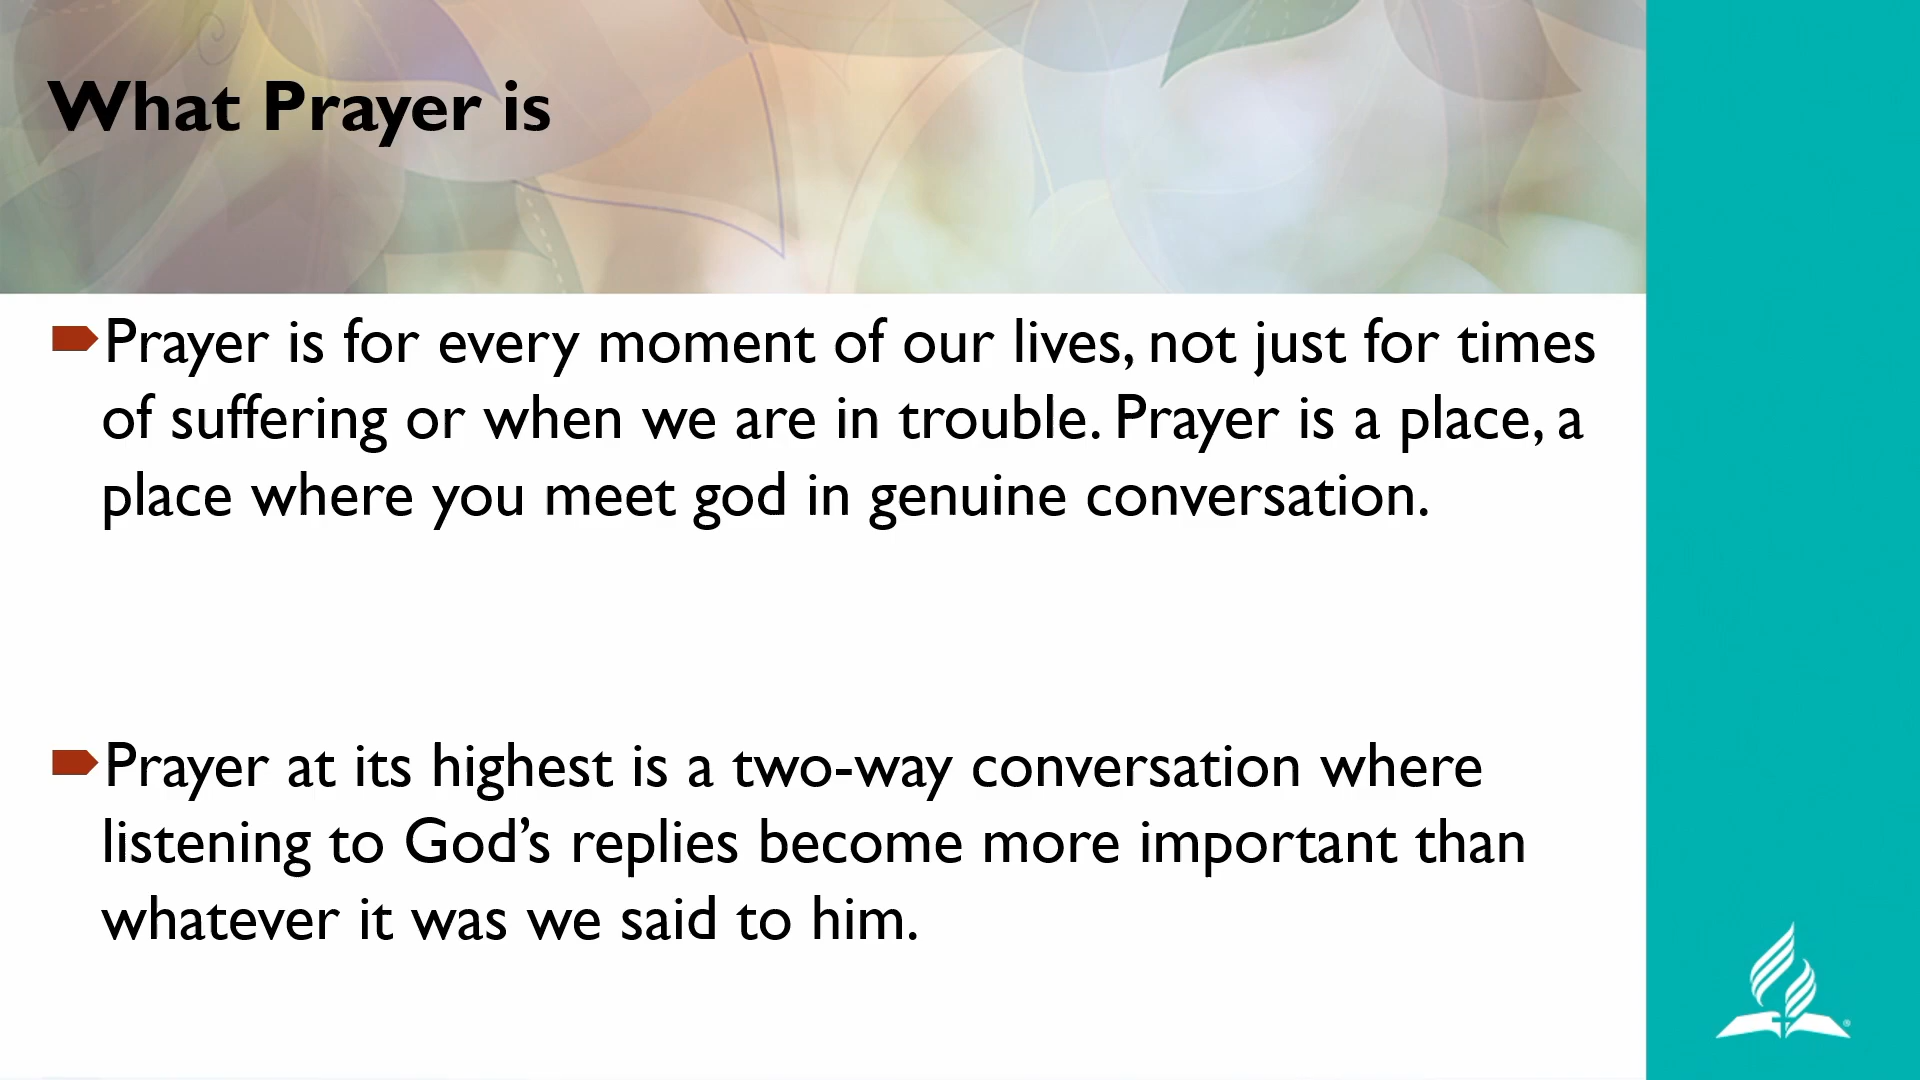 What Prayer is
Prayer is for every moment of our lives, not just for times
of suffering or when we are in trouble. Prayer is a place, a
place where you meet god in genuine conversation.
Prayer at its highest is a two-way conversation where
listening to God’s replies become more important than
whatever it was we said to him.
®